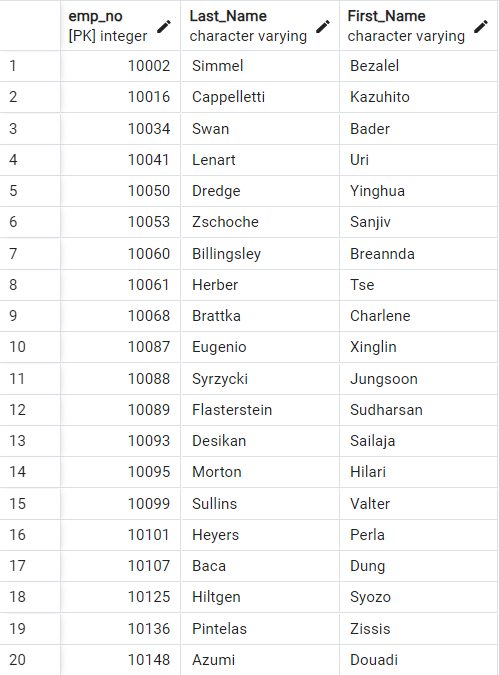 emp_no Last_Name First_Name
[PK] integer character varying character varying
1 10002 Simmel Bezalel
2 10016 Cappelletti Kazuhito
3 10034 Swan Bader
4 10041 Lenart Uri
5 10050 Dredge Yinghua
6 10053 Zschoche Sanjiv
7 10060 Billingsley Breannda
8 10061 Herber Tse
9 10068 Brattka Charlene
10 10087 Eugenio Xinglin
11 10088 Syrzycki Jungsoon
12 10089 Flasterstein Sudharsan
13 10093 Desikan Sailaja
14 10095 Morton Hilari
15 10099 Sullins Valter
16 10101 Heyers Perla
17 10107 Baca Dung
18 10125 Hiltgen Syozo
19 10136 Pintelas Zissis
20 10148 Azumi Douadi